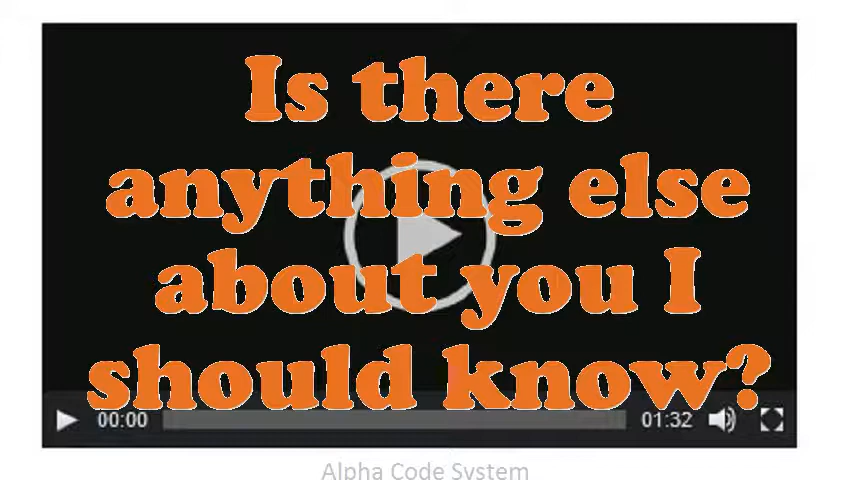 Is there
anything else
about you I
should know?
00:00
01:32
Alpha Code System